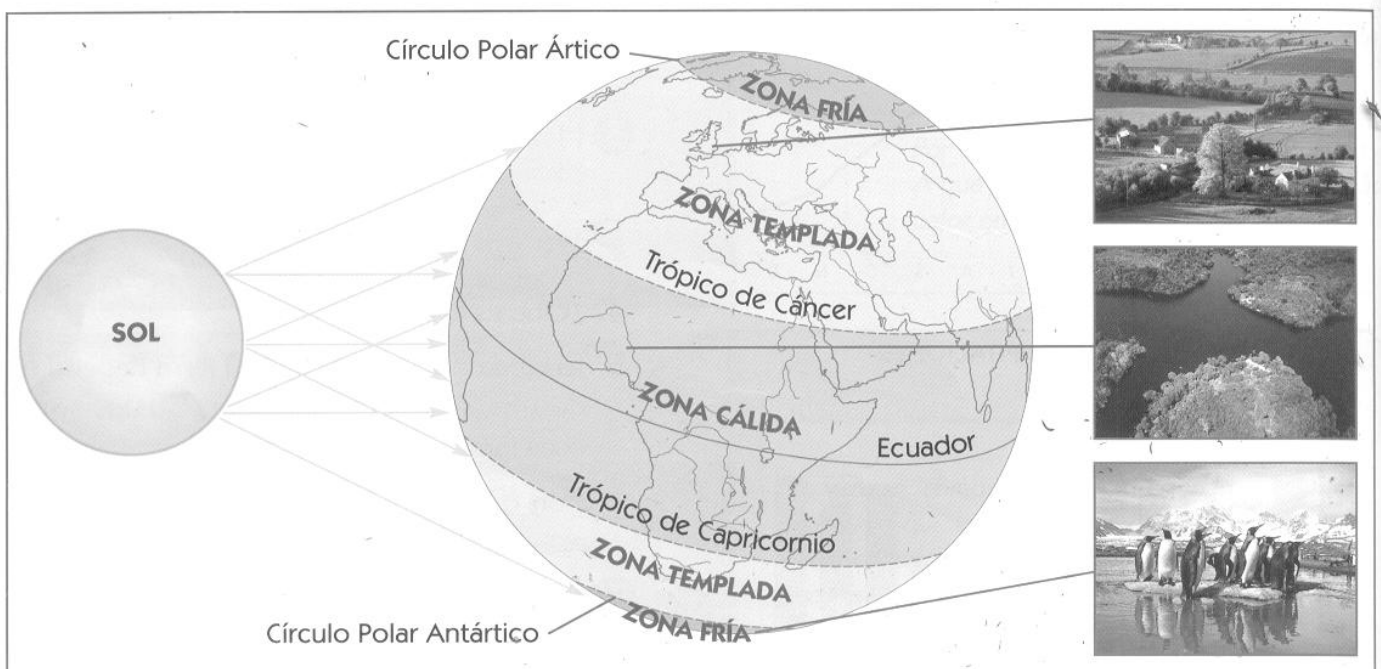 Círculo Polar Ártico
ZONA FRÍA
ZONA TEMPLADA
Trópico de Cáncer
SOL
ZONA CÁLIDA
Ecuador
Trópico de Capricornio
ZONA TEMPLADA
ZONA FRÍA
Círculo Polar Antártico